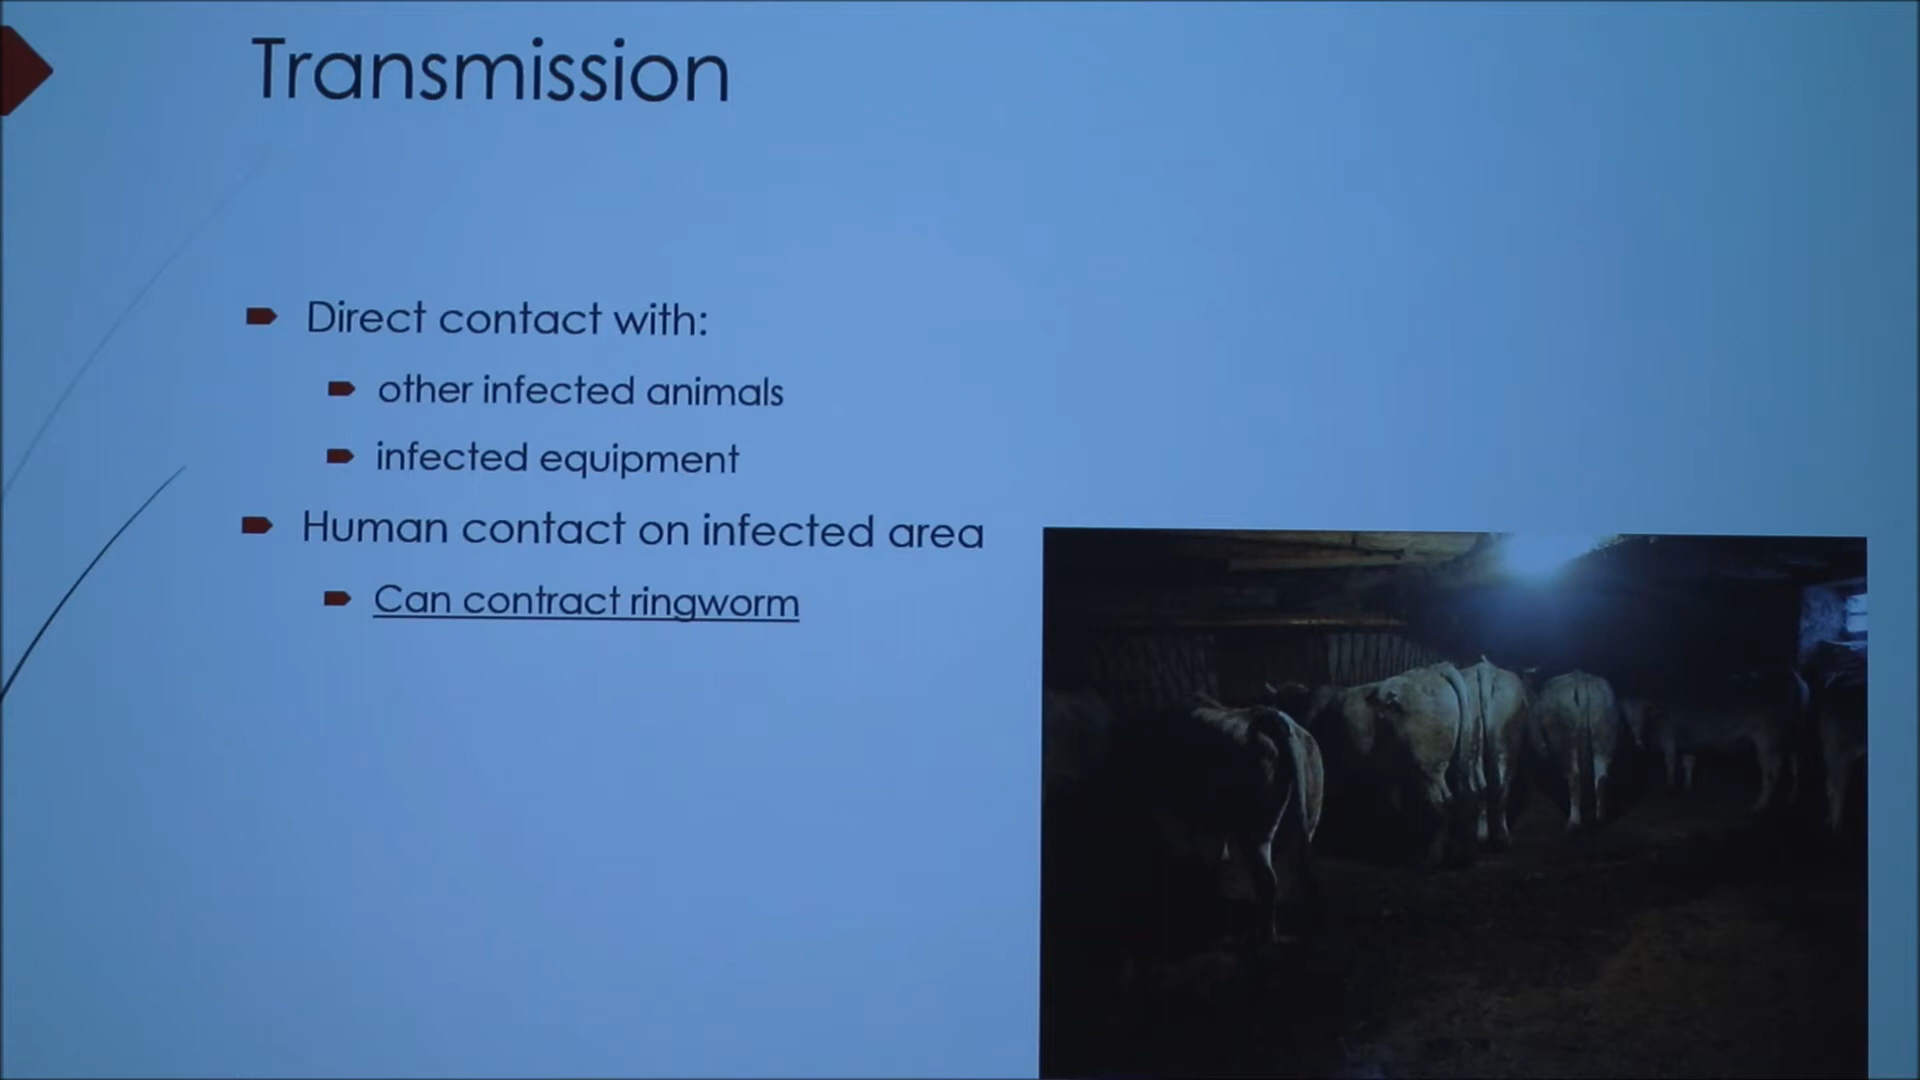 Transmission
Direct contact with:
other infected animals
infected equipment
Human contact on infected area
Can contract ringworm